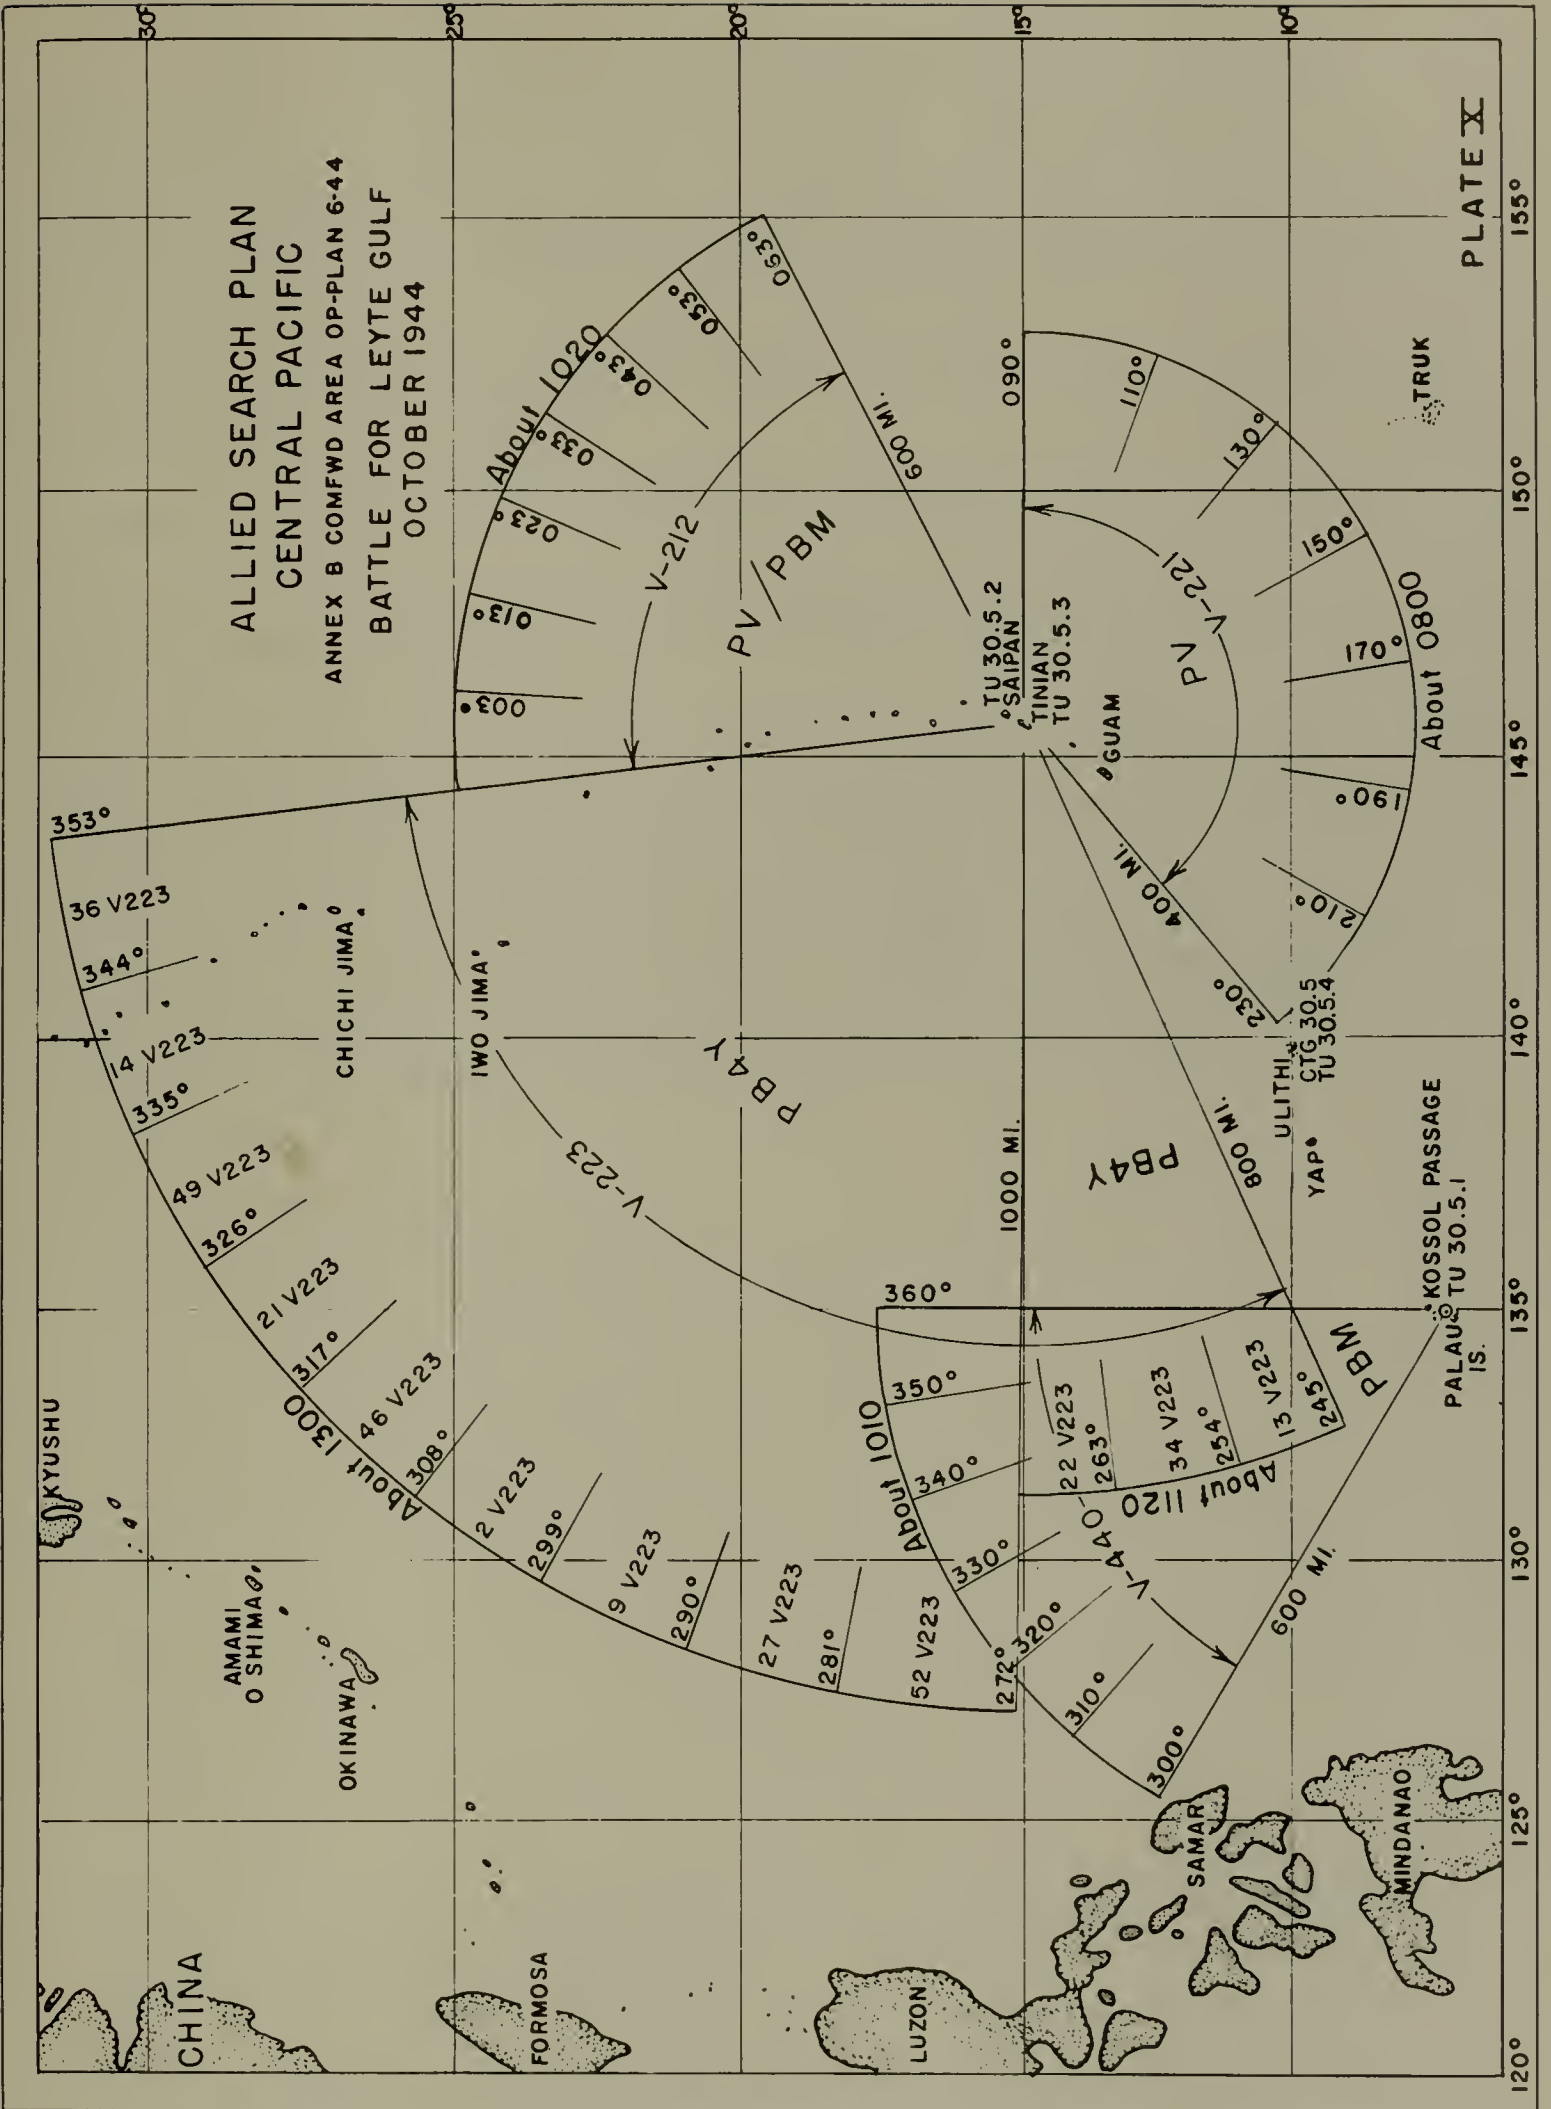 ALLIED SEARCH PLAN
CENTRAL PACIFIC
ANNEX B COMFWD AREA OP-PLAN 6-44
BATTLE FOR LEYTE GULF
OCTOBER 1944
30°
25°
20°
15°
10°
KYUSHU
AMAMI
O SHIMA
OKINAWA
CHINA
FORMOSA
LUZON
SAMAR
MINDANAO
353°
36 V223
344°
14 V223
335°
49 V223
326°
21 V223
317°
About 1300
46 V223
308°
2 V223
299°
9 V223
290°
27 V223
281°
52 V223
272°
CHICHI JIMA
IWO JIMA
V-223
PB4Y
1000 MI.
PB4Y
800 MI.
003°
013°
023°
033°
043°
053°
063°
About 1020
V-212
PV/PBM
600 MI.
TU 30.5.2
SAIPAN
TINIAN
TU 30.5.3
GUAM
090°
110°
130°
150°
170°
190°
210°
230°
About 0800
PV V-221
400 MI.
TRUK
ULITHI
CTG 30.5
TU 30.5.4
YAP
KOSSOL PASSAGE
TU 30.5.1
PALAU
IS.
360°
350°
340°
330°
320°
310°
300°
About 1010
V-440
PBM
600 MI.
22 V223
263°
34 V223
254°
13 V223
245°
About 1120
120°
125°
130°
135°
140°
145°
150°
155°
PLATE X